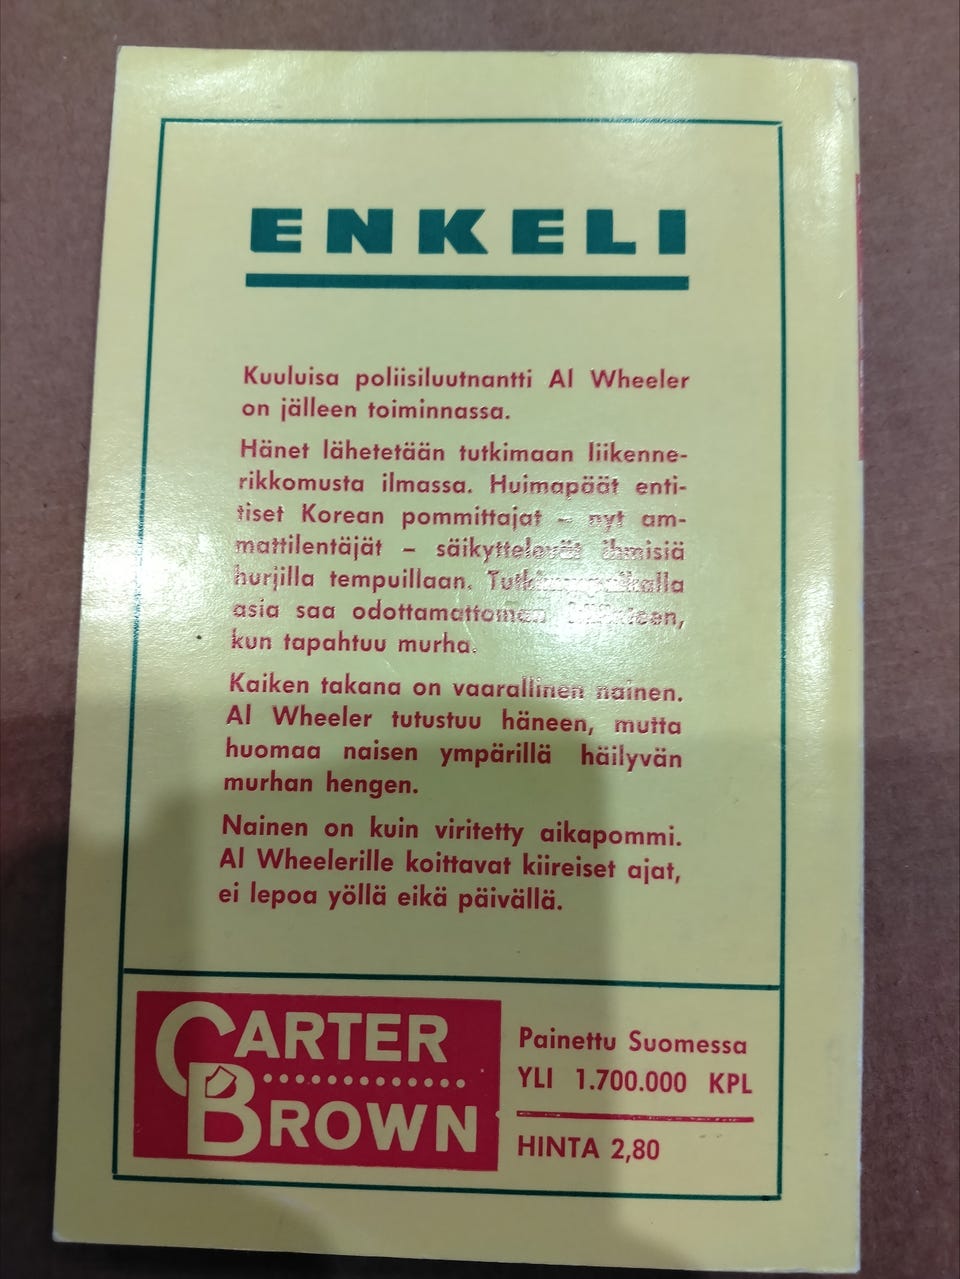 ENKELI
Kuuluisa poliisiluutnantti Al Wheeler
on jälleen toiminnassa.
Hänet lähetetään tutkimaan liikenne-
rikkomusta ilmassa. Huimapäät enti-
tiset Korean pommittajat – nyt am-
mattilentäjät – säikyttelevät ihmisiä
hurjilla tempuillaan. Tutkimuspaikalla
asia saa odottamattoman käänteen,
kun tapahtuu murha.
Kaiken takana on vaarallinen nainen.
Al Wheeler tutustuu häneen, mutta
huomaa naisen ympärillä häilyvän
murhan hengen.
Nainen on kuin viritetty aikapommi.
Al Wheelerille koittavat kiireiset ajat,
ei lepoa yöllä eikä päivällä.
CARTER
BROWN
Painettu Suomessa
YLI 1.700.000 KPL
HINTA 2,80